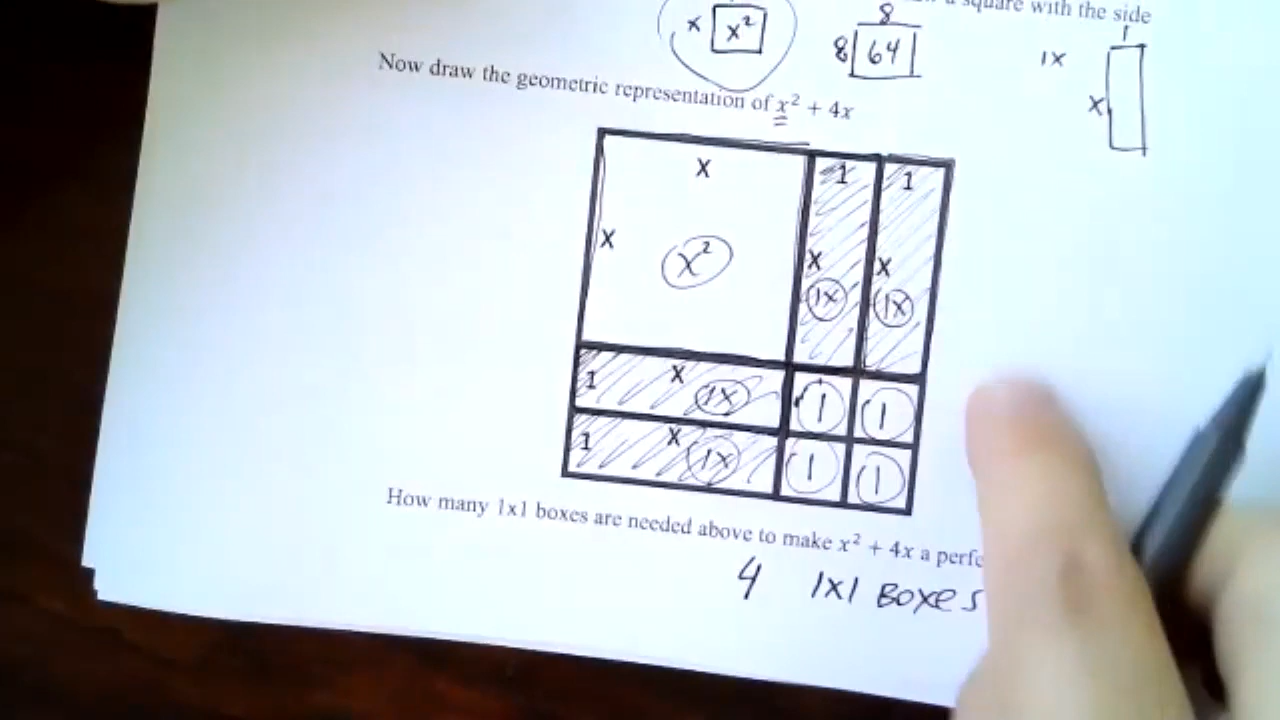 square with the side
x x²
8
8 64
1
1x
x
Now draw the geometric representation of x² + 4x
x 1 1
x x² x x
1x 1x
1 x 1x 1 1
1 x 1x 1 1
How many 1x1 boxes are needed above to make x² + 4x a
4 1x1 Boxes